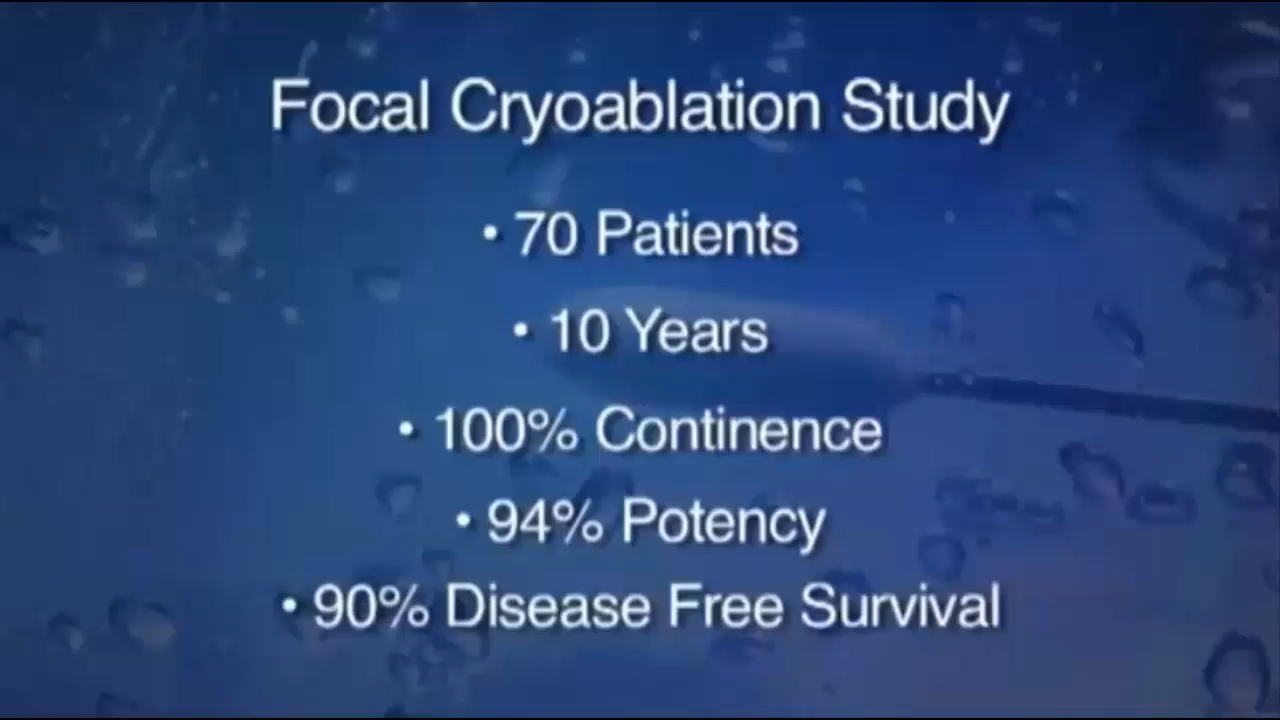 Focal Cryoablation Study
• 70 Patients
• 10 Years
• 100% Continence
• 94% Potency
• 90% Disease Free Survival